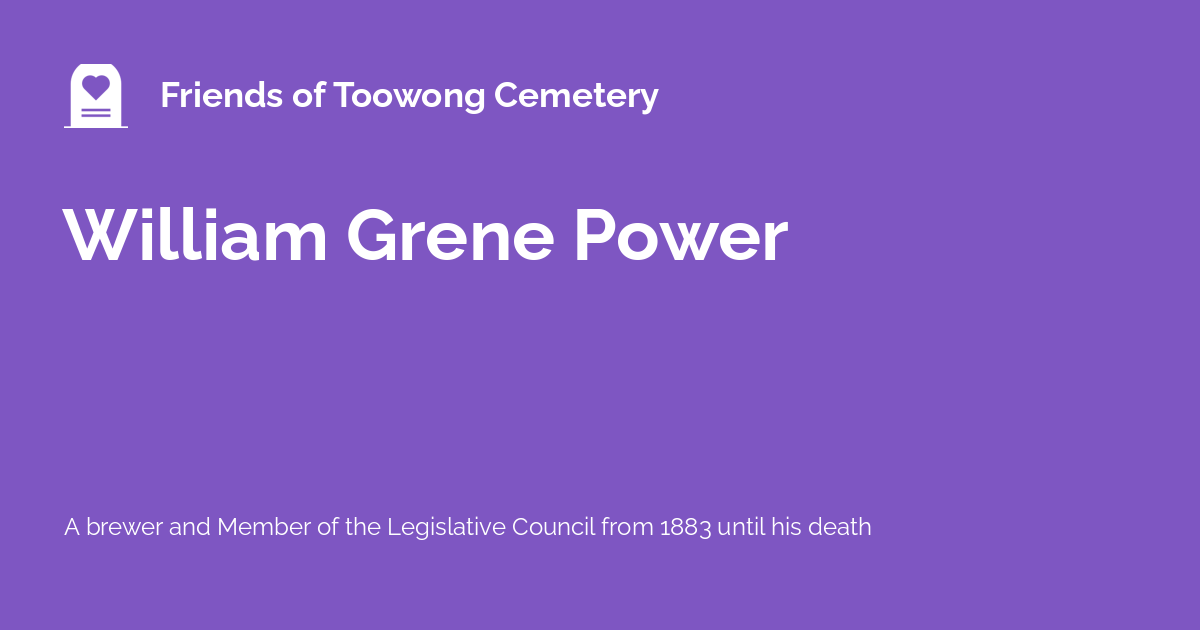 Friends of Toowong Cemetery
William Grene Power
A brewer and Member of the Legislative Council from 1883 until his death